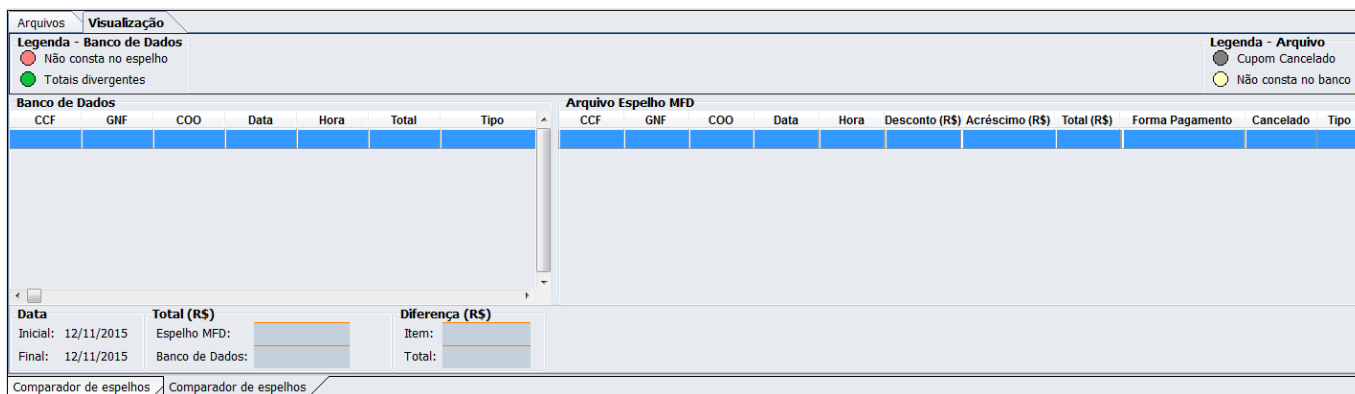 Arquivos Visualização
Legenda - Banco de Dados Legenda - Arquivo
Não consta no espelho Cupom Cancelado
Totais divergentes Não consta no banco
Banco de Dados Arquivo Espelho MFD
CCF GNF COO Data Hora Total Tipo CCF GNF COO Data Hora Desconto (R$) Acréscimo (R$) Total (R$) Forma Pagamento Cancelado Tipo
Data Total (R$) Diferença (R$)
Inicial: 12/11/2015 Espelho MFD: Item:
Final: 12/11/2015 Banco de Dados: Total:
Comparador de espelhos Comparador de espelhos